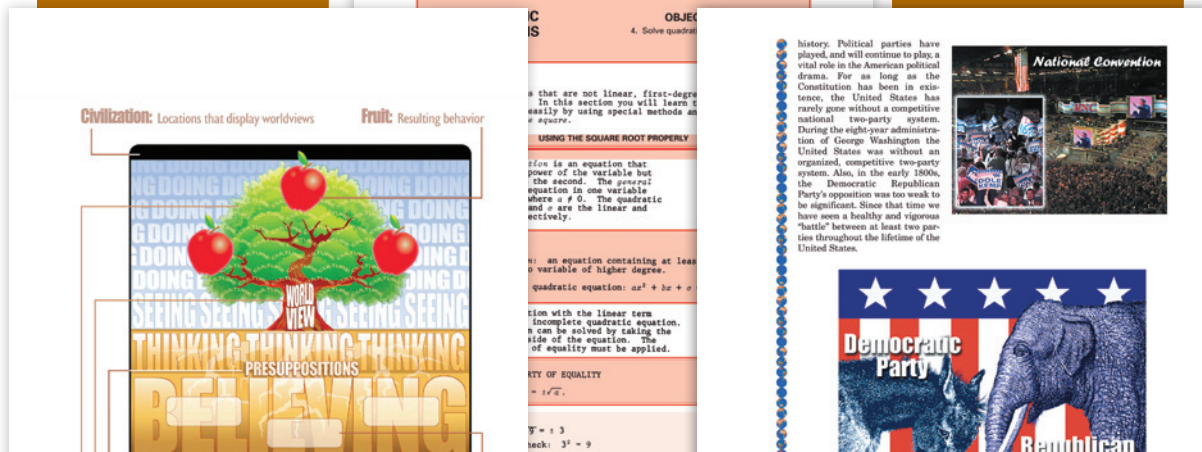 Civilization: Locations that display worldviews
Fruit: Resulting behavior
NG DOING DO
G DOING
DOING
DOING
SEEING SEEING SEEING SEEING
WORLD
VIEW
THINKING THINKING THINKING
PRESUPPOSITIONS
BELIEVING
IC
NS
OBJEC
4. Solve quadrati
s that are not linear, first-degre
In this section you will learn t
easily by using special methods an
e square.
USING THE SQUARE ROOT PROPERLY
tion is an equation that
power of the variable but
the second. The general
equation in one variable
where a ≠ 0. The quadratic
and c are the linear and
ectively.
n: an equation containing at leas
o variable of higher degree.
quadratic equation: ax² + bx + c
tion with the linear term
incomplete quadratic equation.
n can be solved by taking the
side of the equation. The
of equality must be applied.
RTY OF EQUALITY
= ±√a.
√9 = ± 3
heck: 3² = 9
history. Political parties have
played, and will continue to play, a
vital role in the American political
drama. For as long as the
Constitution has been in exis-
tence, the United States has
rarely gone without a competitive
national two-party system.
During the eight-year administra-
tion of George Washington the
United States was without an
organized, competitive two-party
system. Also, in the early 1800s,
the Democratic Republican
Party's opposition was too weak to
be significant. Since that time we
have seen a healthy and vigorous
"battle" between at least two par-
ties throughout the lifetime of the
United States.
National Convention
Democratic
Party
Republican